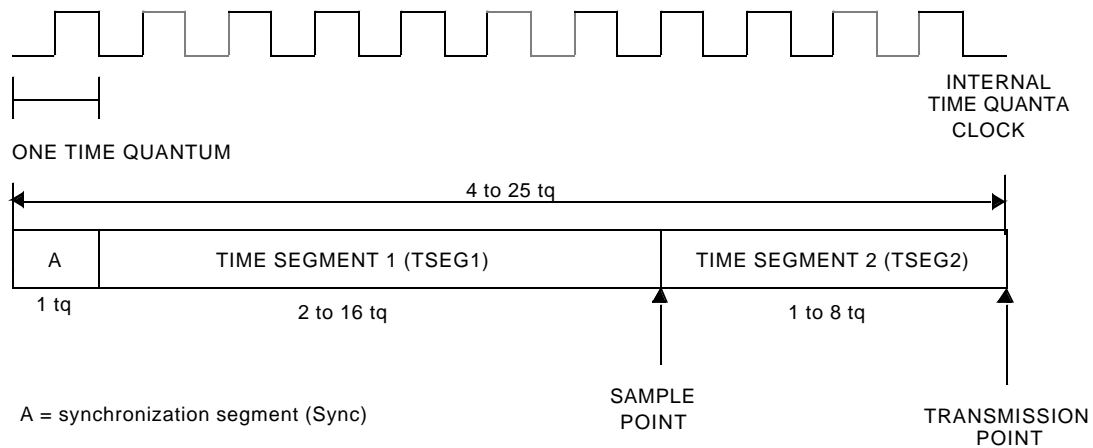 INTERNAL
TIME QUANTA
CLOCK
ONE TIME QUANTUM
4 to 25 tq
A
TIME SEGMENT 1 (TSEG1)
TIME SEGMENT 2 (TSEG2)
1 tq
2 to 16 tq
1 to 8 tq
A = synchronization segment (Sync)
SAMPLE
POINT
TRANSMISSION
POINT